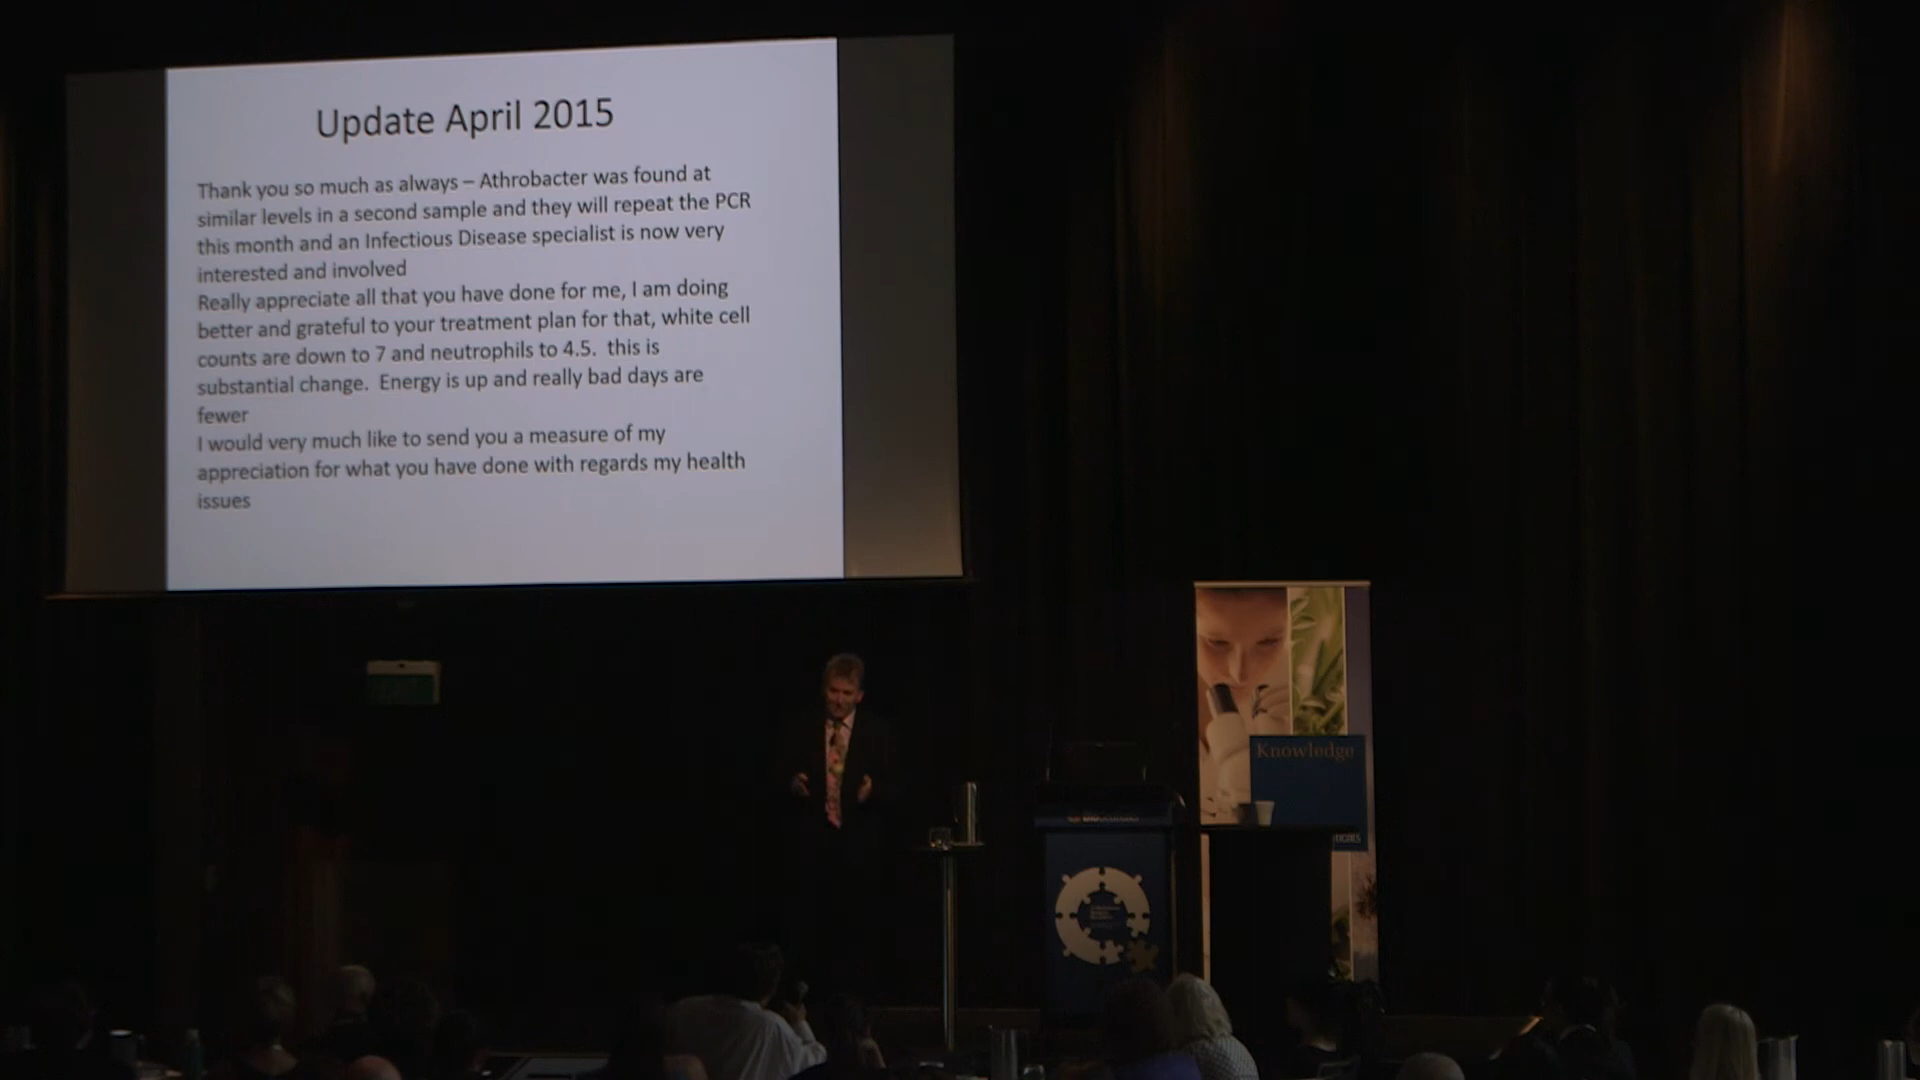 Update April 2015
Thank you so much as always – Athrobacter was found at
similar levels in a second sample and they will repeat the PCR
this month and an Infectious Disease specialist is now very
interested and involved
Really appreciate all that you have done for me, I am doing
better and grateful to your treatment plan for that, white cell
counts are down to 7 and neutrophils to 4.5.  this is
substantial change.  Energy is up and really bad days are
fewer
I would very much like to send you a measure of my
appreciation for what you have done with regards my health
issues
Knowledge